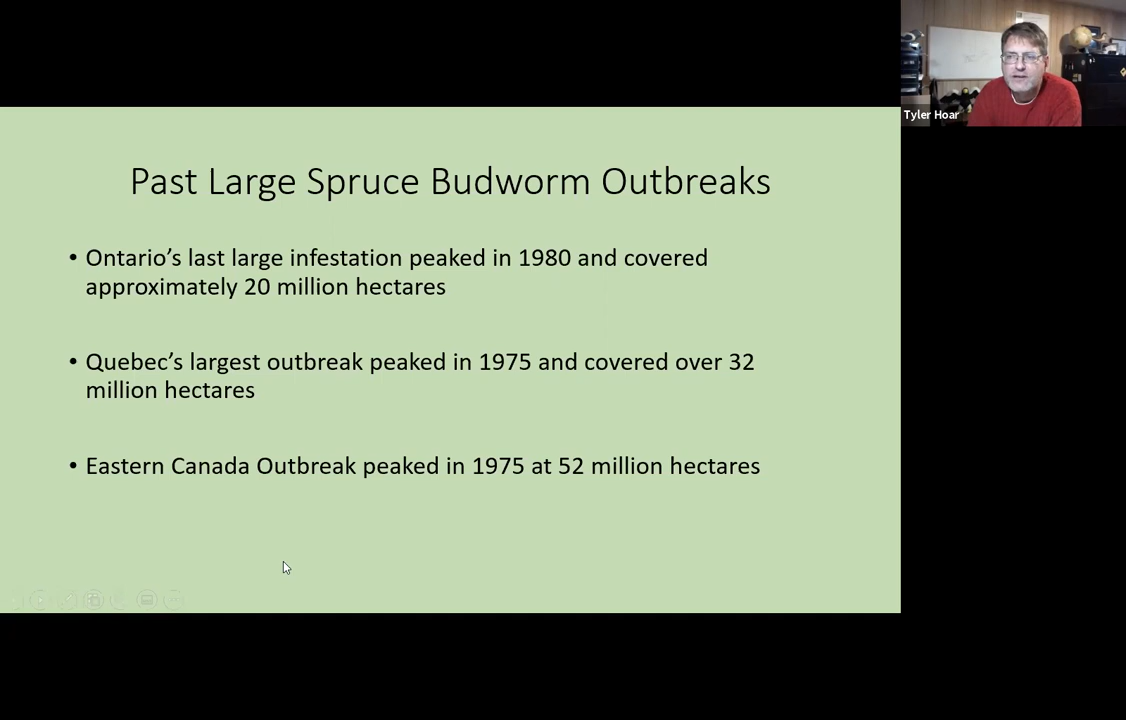 Tyler Hoar
Past Large Spruce Budworm Outbreaks
• Ontario’s last large infestation peaked in 1980 and covered
approximately 20 million hectares
• Quebec’s largest outbreak peaked in 1975 and covered over 32
million hectares
• Eastern Canada Outbreak peaked in 1975 at 52 million hectares